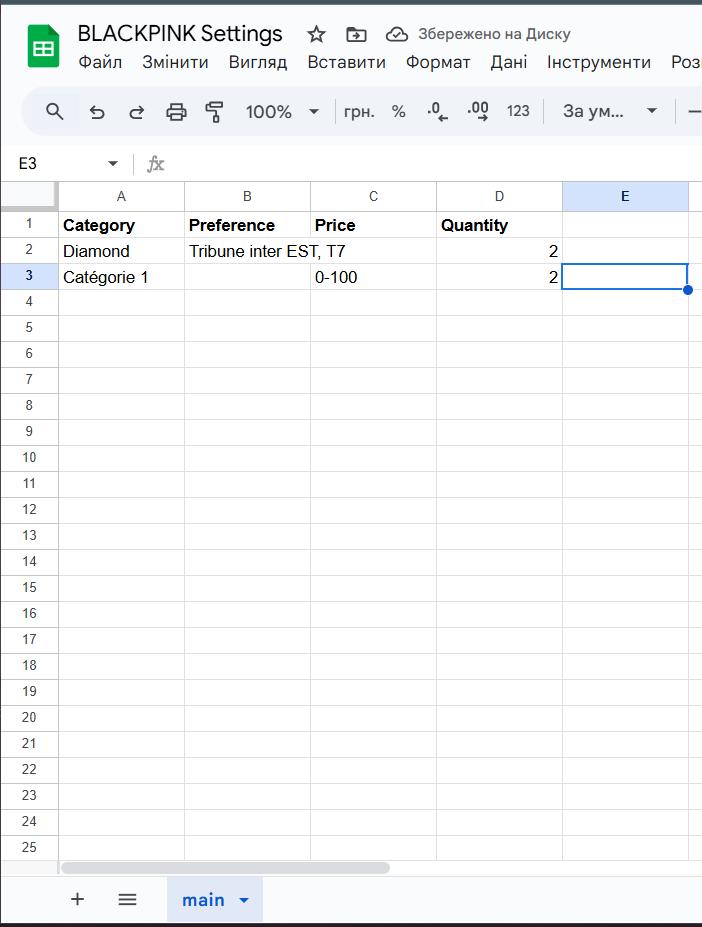 BLACKPINK Settings Збережено на Диску
Файл Змінити Вигляд Вставити Формат Дані Інструменти Роз
100% грн. % .0 .00 123 За ум...
E3 fx
A B C D E
1 Category Preference Price Quantity
2 Diamond Tribune inter EST, T7 2
3 Catégorie 1 0-100 2
4
5
6
7
8
9
10
11
12
13
14
15
16
17
18
19
20
21
22
23
24
25
main